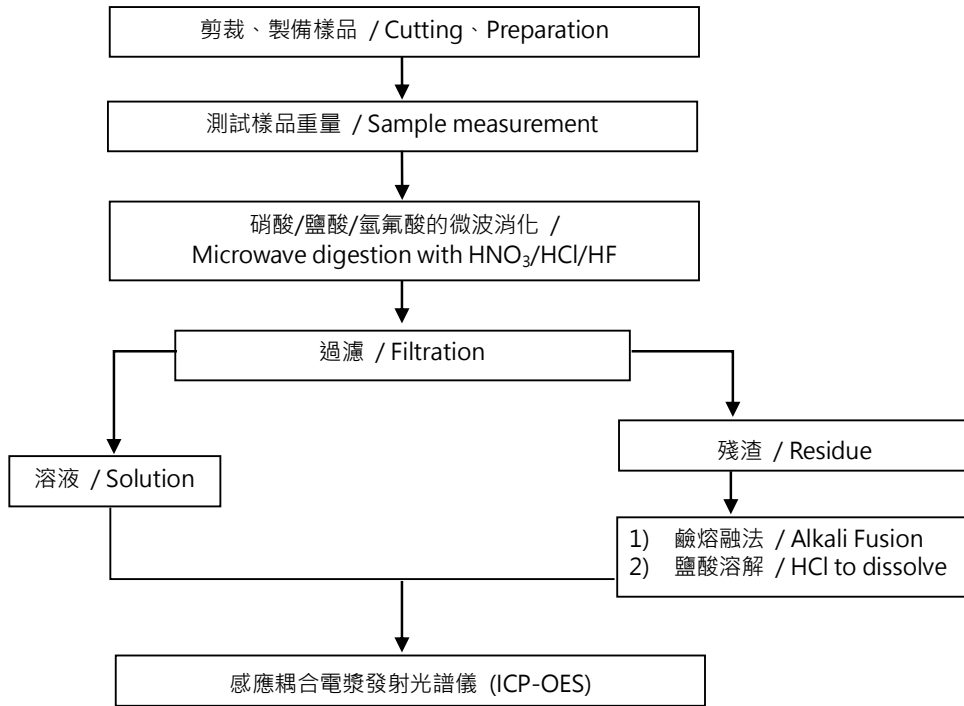 剪裁、製備樣品 / Cutting、Preparation
測試樣品重量 / Sample measurement
硝酸/鹽酸/氫氟酸的微波消化 /
Microwave digestion with HNO₃/HCl/HF
過濾 / Filtration
溶液 / Solution
殘渣 / Residue
1) 鹼熔融法 / Alkali Fusion
2) 鹽酸溶解 / HCl to dissolve
感應耦合電漿發射光譜儀 (ICP-OES)